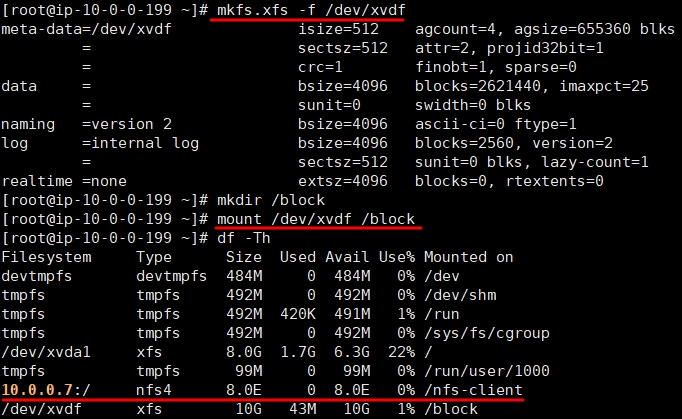 [root@ip-10-0-0-199 ~]# mkfs.xfs -f /dev/xvdf
meta-data=/dev/xvdf              isize=512    agcount=4, agsize=655360 blks
         =                       sectsz=512   attr=2, projid32bit=1
         =                       crc=1        finobt=1, sparse=0
data     =                       bsize=4096   blocks=2621440, imaxpct=25
         =                       sunit=0      swidth=0 blks
naming   =version 2              bsize=4096   ascii-ci=0 ftype=1
log      =internal log           bsize=4096   blocks=2560, version=2
         =                       sectsz=512   sunit=0 blks, lazy-count=1
realtime =none                   extsz=4096   blocks=0, rtextents=0
[root@ip-10-0-0-199 ~]# mkdir /block
[root@ip-10-0-0-199 ~]# mount /dev/xvdf /block
[root@ip-10-0-0-199 ~]# df -Th
Filesystem     Type      Size  Used Avail Use% Mounted on
devtmpfs       devtmpfs  484M     0  484M   0% /dev
tmpfs          tmpfs     492M     0  492M   0% /dev/shm
tmpfs          tmpfs     492M  420K  491M   1% /run
tmpfs          tmpfs     492M     0  492M   0% /sys/fs/cgroup
/dev/xvda1     xfs       8.0G  1.7G  6.3G  22% /
tmpfs          tmpfs      99M     0   99M   0% /run/user/1000
10.0.0.7:/     nfs4      8.0E     0  8.0E   0% /nfs-client
/dev/xvdf      xfs        10G   43M   10G   1% /block